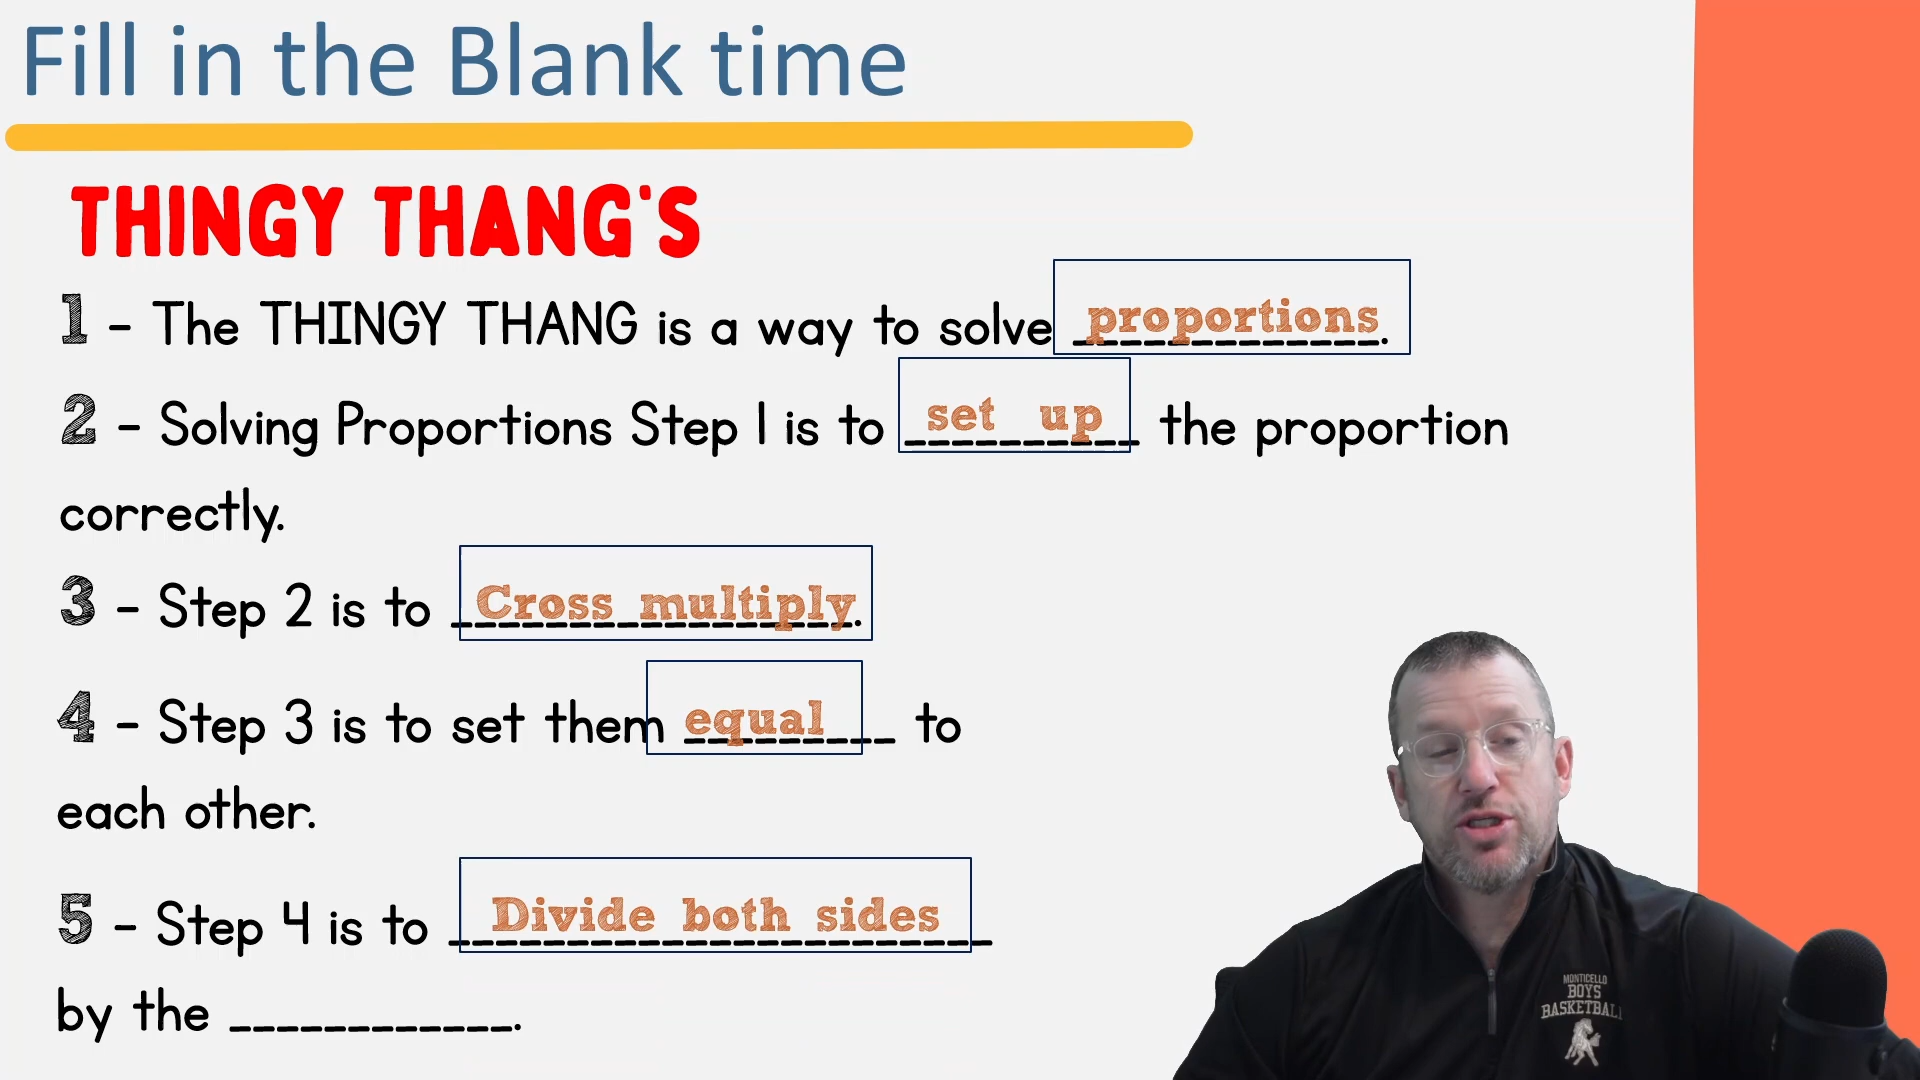 Fill in the Blank time
THINGY THANG'S
1 - The THINGY THANG is a way to solve proportions.
2 - Solving Proportions Step 1 is to set up the proportion
correctly.
3 - Step 2 is to Cross multiply.
4 - Step 3 is to set them equal to
each other.
5 - Step 4 is to Divide both sides
by the ____________.
MONTICELLO
BOYS
BASKETBALL